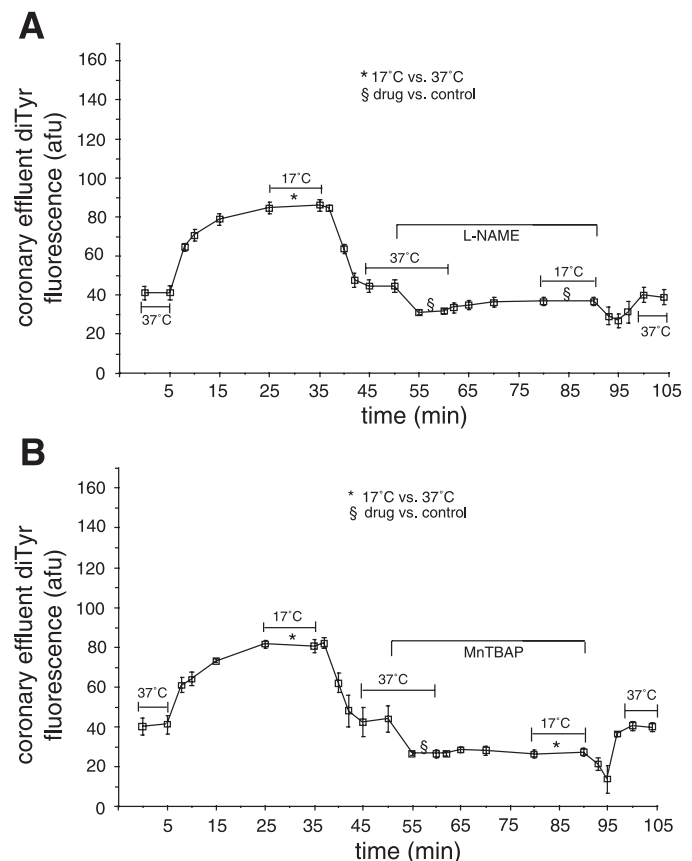 A
coronary effluent diTyr
fluorescence (afu)
160
140
120
100
80
60
40
20
0
* 17˚C vs. 37˚C
§ drug vs. control
17˚C
*
L-NAME
37˚C
17˚C
§
§
37˚C
37˚C
5 15 25 35 45 55 65 75 85 95 105
time (min)
B
coronary effluent diTyr
fluorescence (afu)
160
140
120
100
80
60
40
20
0
* 17˚C vs. 37˚C
§ drug vs. control
17˚C
*
MnTBAP
37˚C
37˚C
37˚C
17˚C
§
*
5 15 25 35 45 55 65 75 85 95 105
time (min)